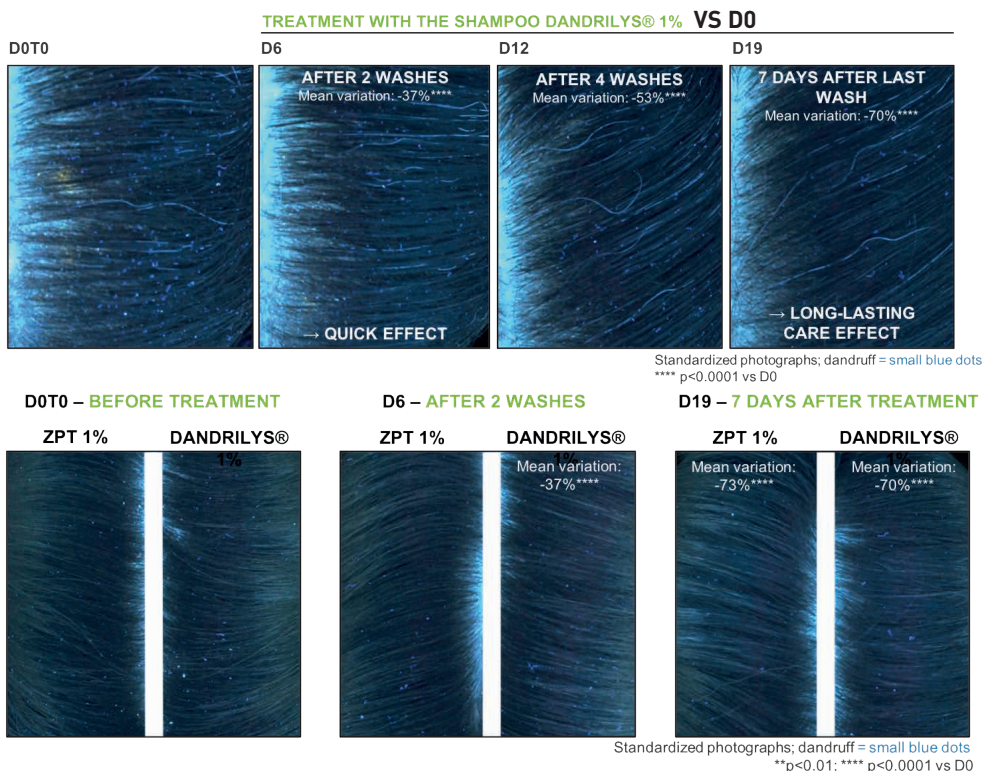 TREATMENT WITH THE SHAMPOO DANDRILYS® 1% VS D0
D0T0
D6
D12
D19
AFTER 2 WASHES
Mean variation: -37%****
→ QUICK EFFECT
AFTER 4 WASHES
Mean variation: -53%****
7 DAYS AFTER LAST
WASH
Mean variation: -70%****
→ LONG-LASTING
CARE EFFECT
Standardized photographs; dandruff = small blue dots
**** p<0.0001 vs D0
D0T0 – BEFORE TREATMENT
ZPT 1%
DANDRILYS®
1%
D6 – AFTER 2 WASHES
ZPT 1%
DANDRILYS®
1%
Mean variation:
-37%****
D19 – 7 DAYS AFTER TREATMENT
ZPT 1%
DANDRILYS®
1%
Mean variation:
-73%****
Mean variation:
-70%****
Standardized photographs; dandruff = small blue dots
**p<0.01; **** p<0.0001 vs D0